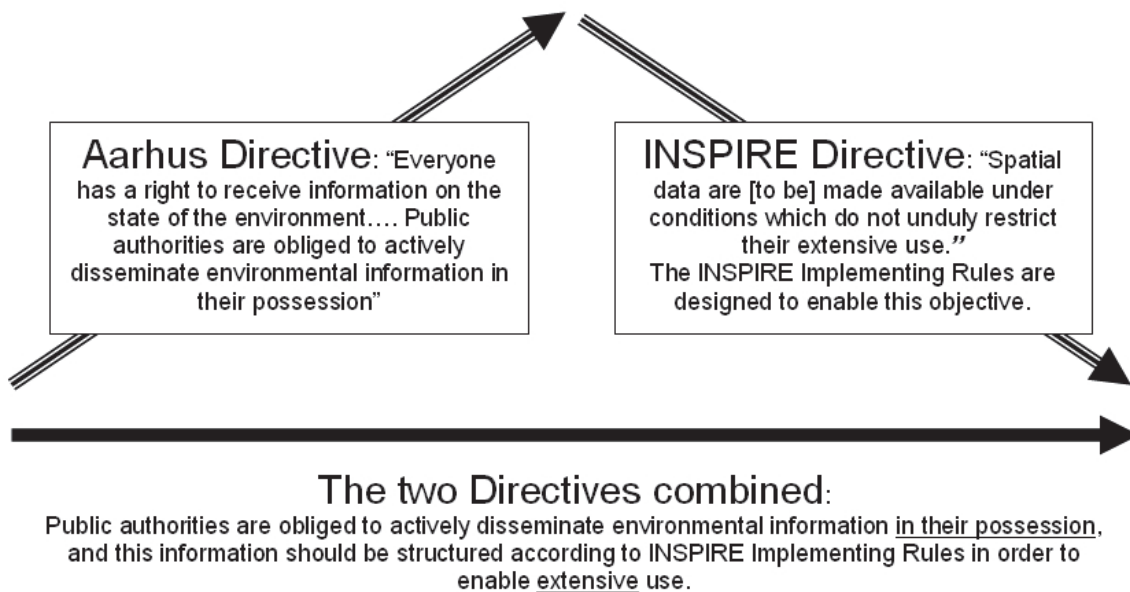 Aarhus Directive: “Everyone
has a right to receive information on the
state of the environment…. Public
authorities are obliged to actively
disseminate environmental information in
their possession”
INSPIRE Directive: “Spatial
data are [to be] made available under
conditions which do not unduly restrict
their extensive use.”
The INSPIRE Implementing Rules are
designed to enable this objective.
The two Directives combined:
Public authorities are obliged to actively disseminate environmental information in their possession,
and this information should be structured according to INSPIRE Implementing Rules in order to
enable extensive use.